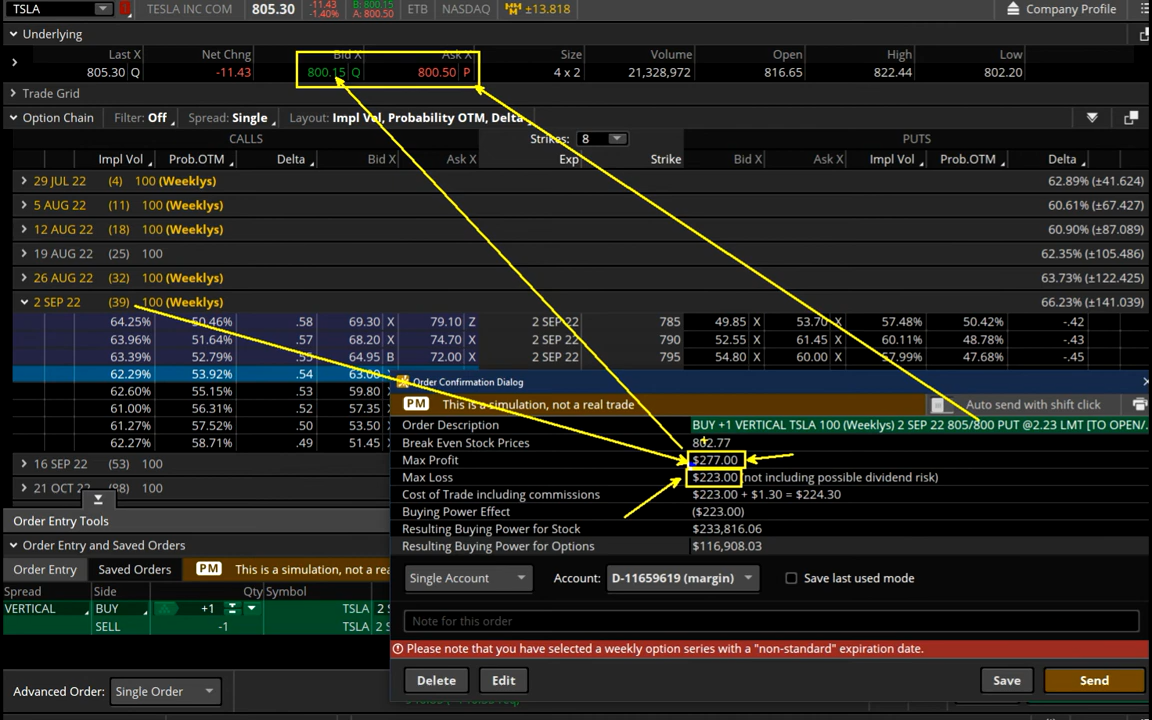 TSLA TESLA INC COM 805.30 -11.43 -1.40% B: 800.15 A: 800.50 ETB NASDAQ ±13.818 Company Profile
Underlying
Last X Net Chng Bid X Ask X Size Volume Open High Low
805.30 Q -11.43 800.15 Q 800.50 P 4 x 2 21,328,972 816.65 822.44 802.20
Trade Grid
Option Chain Filter: Off Spread: Single Layout: Impl Vol, Probability OTM, Delta
CALLS Strikes: 8 PUTS
Impl Vol Prob.OTM Delta Bid X Ask X Exp Strike Bid X Ask X Impl Vol Prob.OTM Delta
29 JUL 22 (4) 100 (Weeklys) 62.89% (±41.624)
5 AUG 22 (11) 100 (Weeklys) 60.61% (±67.427)
12 AUG 22 (18) 100 (Weeklys) 60.90% (±87.089)
19 AUG 22 (25) 100 62.35% (±105.486)
26 AUG 22 (32) 100 (Weeklys) 63.73% (±122.425)
2 SEP 22 (39) 100 (Weeklys) 66.23% (±141.039)
64.25% 50.46% .58 69.30 X 79.10 Z 2 SEP 22 785 49.85 X 53.70 X 57.48% 50.42% -.42
63.96% 51.64% .57 68.20 X 74.70 X 2 SEP 22 790 52.55 X 61.45 X 60.11% 48.78% -.43
63.39% 52.79% .55 64.95 B 72.00 X 2 SEP 22 795 54.80 X 60.00 X 57.99% 47.68% -.45
62.29% 53.92% .54 63.00
62.60% 55.15% .53 59.80
61.00% 56.31% .52 57.35
61.20% 57.52% .50 53.50
62.27% 58.71% .49 51.45
16 SEP 22 (53) 100
21 OCT 22 (88) 100
Order Entry Tools
Order Entry and Saved Orders
Order Entry Saved Orders PM This is a simulation, not a rea
Spread Side Qty Symbol
VERTICAL BUY +1 TSLA 2 S
SELL -1 TSLA 2 S
Advanced Order: Single Order
Order Confirmation Dialog
PM This is a simulation, not a real trade Auto send with shift click
Order Description BUY +1 VERTICAL TSLA 100 (Weeklys) 2 SEP 22 805/800 PUT @2.23 LMT [TO OPEN/.
Break Even Stock Prices 802.77
Max Profit $277.00
Max Loss $223.00 (not including possible dividend risk)
Cost of Trade including commissions $223.00 + $1.30 = $224.30
Buying Power Effect ($223.00)
Resulting Buying Power for Stock $233,816.06
Resulting Buying Power for Options $116,908.03
Single Account Account: D-11659619 (margin) Save last used mode
Note for this order
Please note that you have selected a weekly option series with a "non-standard" expiration date.
Delete Edit Save Send